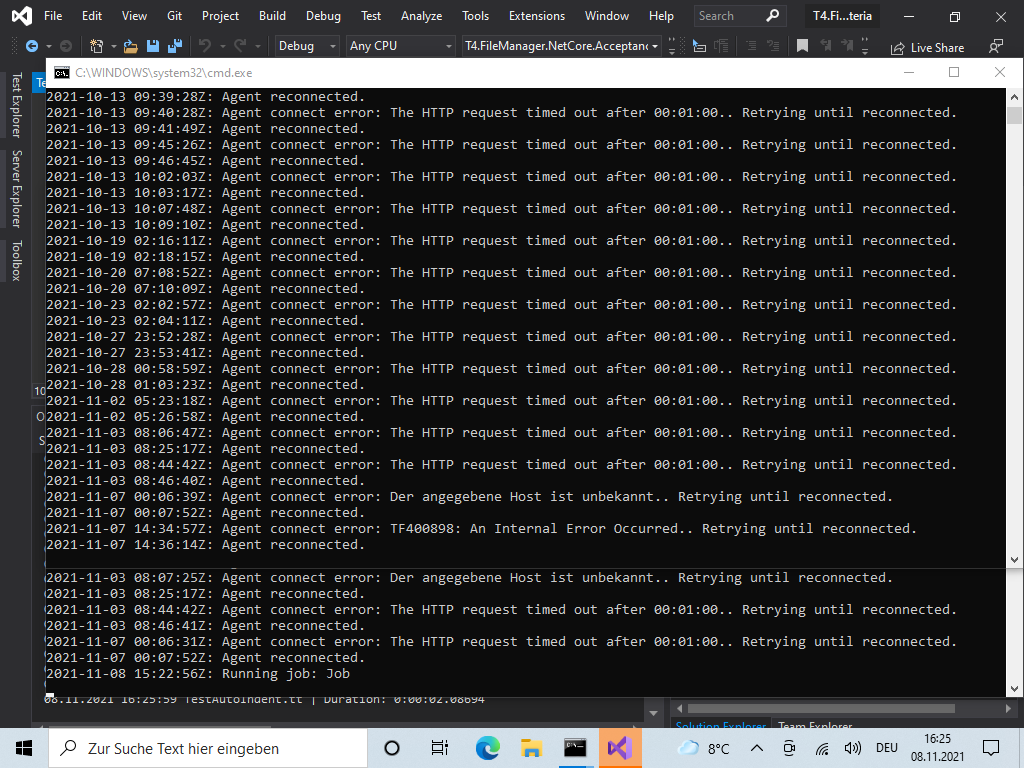 File Edit View Git Project Build Debug Test Analyze Tools Extensions Window Help Search T4.Fi...teria
Debug Any CPU T4.FileManager.NetCore.Acceptanc Live Share
C:\WINDOWS\system32\cmd.exe
Test Explorer
Server Explorer
Toolbox
Te
10
O
S
2021-10-13 09:39:28Z: Agent reconnected.
2021-10-13 09:40:28Z: Agent connect error: The HTTP request timed out after 00:01:00.. Retrying until reconnected.
2021-10-13 09:41:49Z: Agent reconnected.
2021-10-13 09:45:26Z: Agent connect error: The HTTP request timed out after 00:01:00.. Retrying until reconnected.
2021-10-13 09:46:45Z: Agent reconnected.
2021-10-13 10:02:03Z: Agent connect error: The HTTP request timed out after 00:01:00.. Retrying until reconnected.
2021-10-13 10:03:17Z: Agent reconnected.
2021-10-13 10:07:48Z: Agent connect error: The HTTP request timed out after 00:01:00.. Retrying until reconnected.
2021-10-13 10:09:10Z: Agent reconnected.
2021-10-19 02:16:11Z: Agent connect error: The HTTP request timed out after 00:01:00.. Retrying until reconnected.
2021-10-19 02:18:15Z: Agent reconnected.
2021-10-20 07:08:52Z: Agent connect error: The HTTP request timed out after 00:01:00.. Retrying until reconnected.
2021-10-20 07:10:09Z: Agent reconnected.
2021-10-23 02:02:57Z: Agent connect error: The HTTP request timed out after 00:01:00.. Retrying until reconnected.
2021-10-23 02:04:11Z: Agent reconnected.
2021-10-27 23:52:28Z: Agent connect error: The HTTP request timed out after 00:01:00.. Retrying until reconnected.
2021-10-27 23:53:41Z: Agent reconnected.
2021-10-28 00:58:59Z: Agent connect error: The HTTP request timed out after 00:01:00.. Retrying until reconnected.
2021-10-28 01:03:23Z: Agent reconnected.
2021-11-02 05:23:18Z: Agent connect error: The HTTP request timed out after 00:01:00.. Retrying until reconnected.
2021-11-02 05:26:58Z: Agent reconnected.
2021-11-03 08:06:47Z: Agent connect error: The HTTP request timed out after 00:01:00.. Retrying until reconnected.
2021-11-03 08:25:17Z: Agent reconnected.
2021-11-03 08:44:42Z: Agent connect error: The HTTP request timed out after 00:01:00.. Retrying until reconnected.
2021-11-03 08:46:40Z: Agent reconnected.
2021-11-07 00:06:39Z: Agent connect error: Der angegebene Host ist unbekannt.. Retrying until reconnected.
2021-11-07 00:07:52Z: Agent reconnected.
2021-11-07 14:34:57Z: Agent connect error: TF400898: An Internal Error Occurred.. Retrying until reconnected.
2021-11-07 14:36:14Z: Agent reconnected.
2021-11-03 08:07:25Z: Agent connect error: Der angegebene Host ist unbekannt.. Retrying until reconnected.
2021-11-03 08:25:17Z: Agent reconnected.
2021-11-03 08:44:42Z: Agent connect error: The HTTP request timed out after 00:01:00.. Retrying until reconnected.
2021-11-03 08:46:41Z: Agent reconnected.
2021-11-07 00:06:31Z: Agent connect error: The HTTP request timed out after 00:01:00.. Retrying until reconnected.
2021-11-07 00:07:52Z: Agent reconnected.
2021-11-08 15:22:56Z: Running job: Job
08.11.2021 16:25:59 TestAutoIndent.tt | Duration: 0:00:02.08694
Solution Explorer Team Explorer
Zur Suche Text hier eingeben 8°C DEU 16:25
08.11.2021